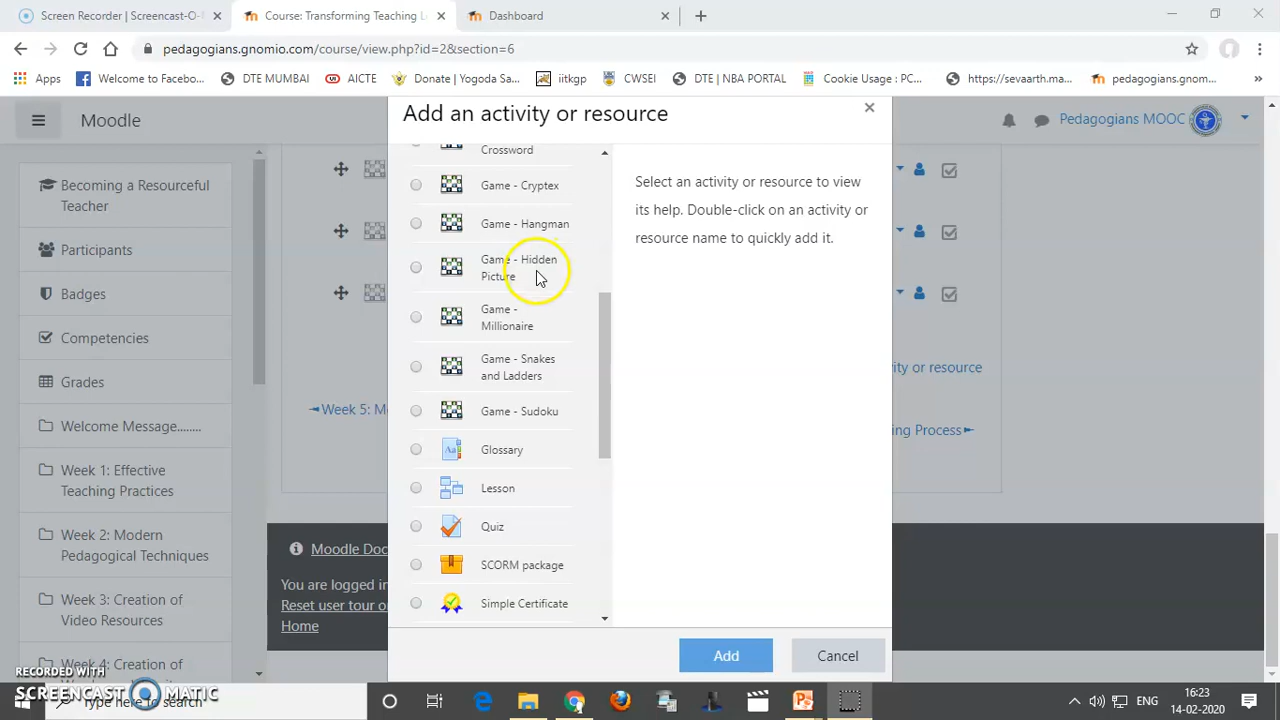 Screen Recorder | Screencast-O-
Course: Transforming Teaching L
Dashboard
pedagogians.gnomio.com/course/view.php?id=2&section=6
Apps
Welcome to Facebo...
DTE MUMBAI
AICTE
Donate | Yogoda Sa...
iitkgp
CWSEI
DTE | NBA PORTAL
Cookie Usage : PC...
https://sevaarth.ma...
pedagogians.gnom...
Moodle
Pedagogians MOOC
Becoming a Resourceful
Teacher
Participants
Badges
Competencies
Grades
Welcome Message........
Week 1: Effective
Teaching Practices
Week 2: Modern
Pedagogical Techniques
Week 3: Creation of
Video Resources
Week 4: Creation of
Add an activity or resource
Crossword
Game - Cryptex
Game - Hangman
Game - Hidden
Picture
Game -
Millionaire
Game - Snakes
and Ladders
Game - Sudoku
Glossary
Lesson
Quiz
SCORM package
Simple Certificate
Select an activity or resource to view
its help. Double-click on an activity or
resource name to quickly add it.
Add
Cancel
ity or resource
◄Week 5: M
ing Process►
Moodle Doc
You are logged i
Reset user tour o
Home
RECORDED WITH
SCREENCAST MATIC
Type here to search
ENG
16:23
14-02-2020